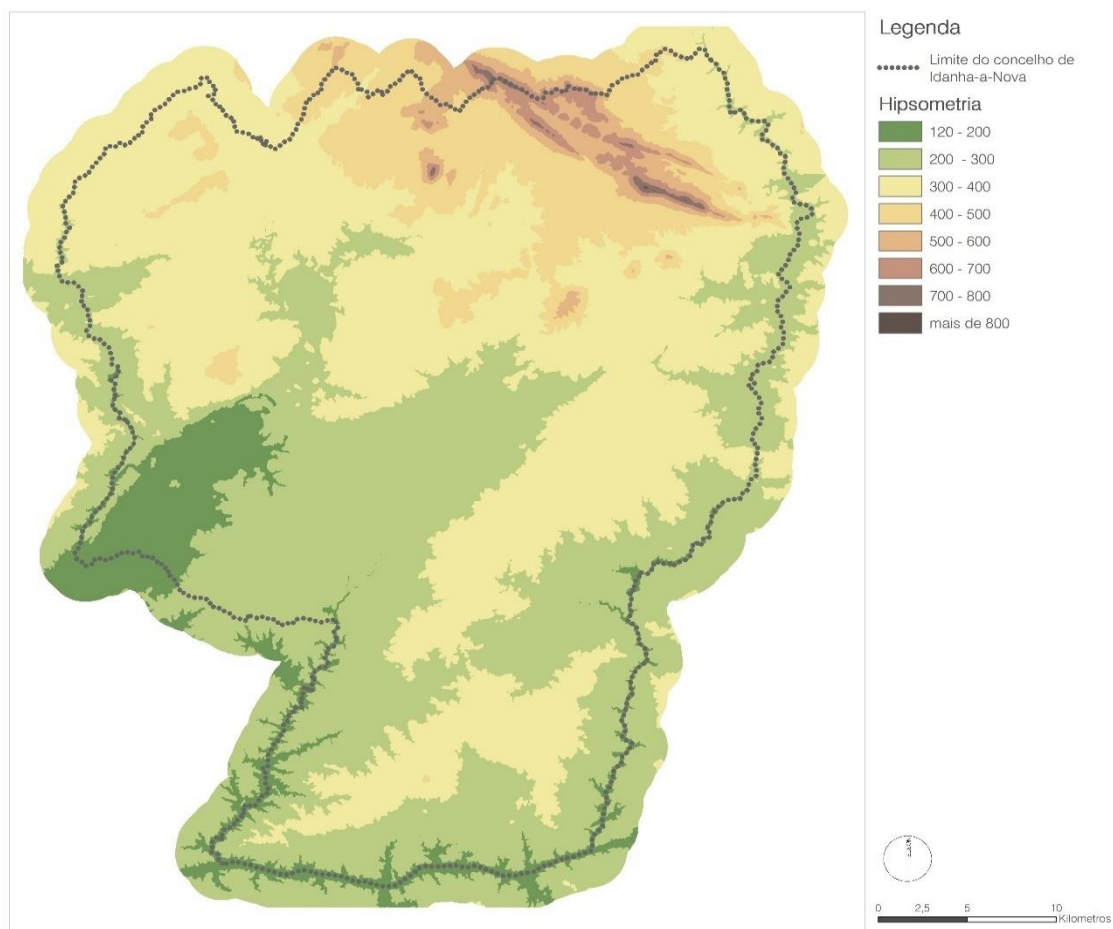 Legenda
Limite do concelho de
Idanha-a-Nova
Hipsometria
120 - 200
200 - 300
300 - 400
400 - 500
500 - 600
600 - 700
700 - 800
mais de 800
0 2,5 5 10
Kilometros